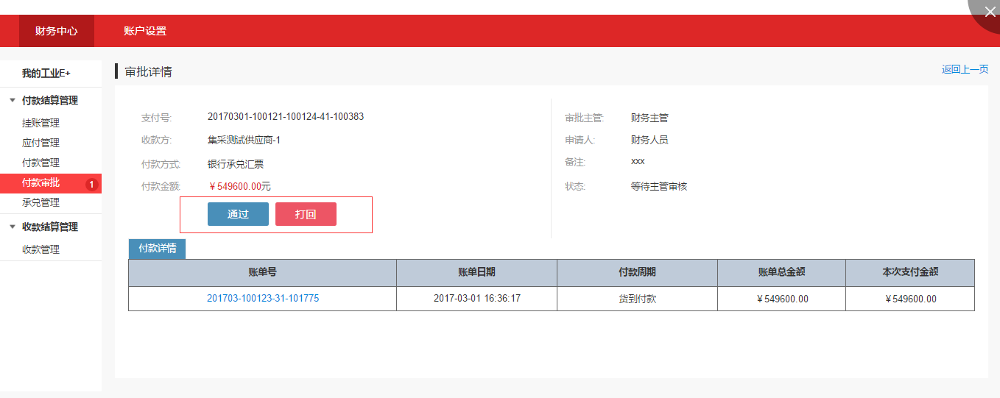 财务中心 账户设置
我的工业E+
付款结算管理
挂账管理
应付管理
付款管理
付款审批 1
承兑管理
收款结算管理
收款管理
审批详情 返回上一页
支付号: 20170301-100121-100124-41-100383
收款方: 集采测试供应商-1
付款方式: 银行承兑汇票
付款金额: ￥549600.00元
通过 打回
审批主管: 财务主管
申请人: 财务人员
备注: xxx
状态: 等待主管审核
付款详情
账单号 账单日期 付款周期 账单总金额 本次支付金额
201703-100123-31-101775 2017-03-01 16:36:17 货到付款 ￥549600.00 ￥549600.00